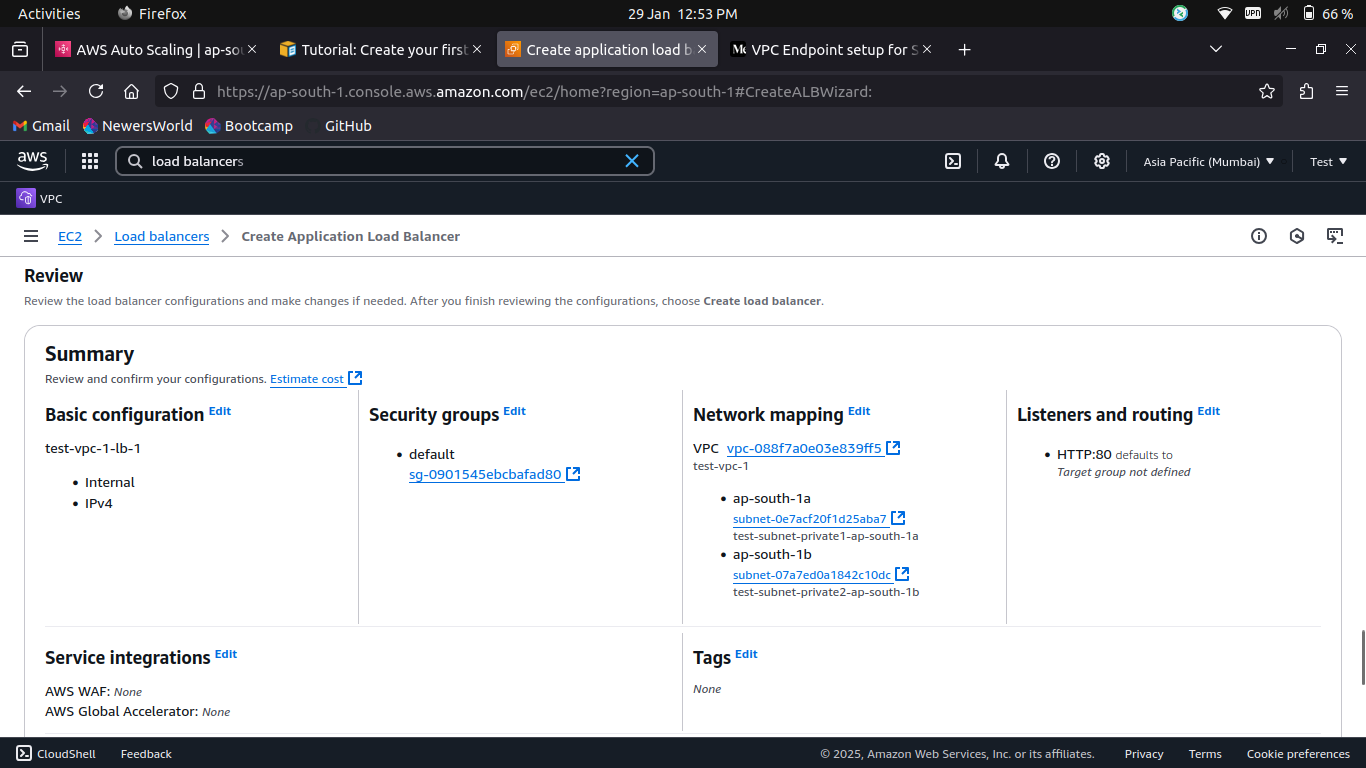 Activities Firefox 29 Jan 12:53 PM VPN 66 %
AWS Auto Scaling | ap-so Tutorial: Create your first Create application load b VPC Endpoint setup for S
https://ap-south-1.console.aws.amazon.com/ec2/home?region=ap-south-1#CreateALBWizard:
Gmail NewersWorld Bootcamp GitHub
aws load balancers Asia Pacific (Mumbai) Test
VPC
EC2 Load balancers Create Application Load Balancer
Review
Review the load balancer configurations and make changes if needed. After you finish reviewing the configurations, choose Create load balancer.
Summary
Review and confirm your configurations. Estimate cost
Basic configuration Edit
test-vpc-1-lb-1
• Internal
• IPv4
Security groups Edit
• default
sg-0901545ebcbafad80
Network mapping Edit
VPC vpc-088f7a0e03e839ff5
test-vpc-1
• ap-south-1a
subnet-0e7acf20f1d25aba7
test-subnet-private1-ap-south-1a
• ap-south-1b
subnet-07a7ed0a1842c10dc
test-subnet-private2-ap-south-1b
Listeners and routing Edit
• HTTP:80 defaults to
Target group not defined
Service integrations Edit
AWS WAF: None
AWS Global Accelerator: None
Tags Edit
None
CloudShell Feedback © 2025, Amazon Web Services, Inc. or its affiliates. Privacy Terms Cookie preferences